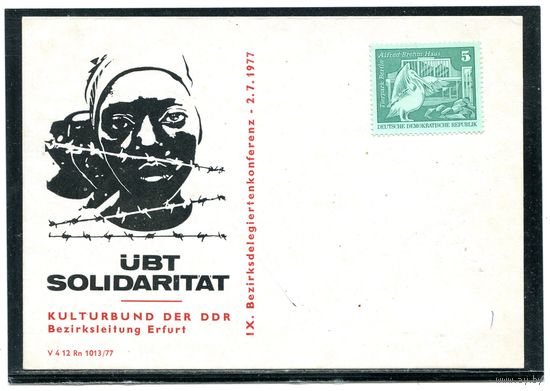 ÜBT
SOLIDARITÄT
KULTURBUND DER DDR
Bezirksleitung Erfurt
V 4 12 Rn 1013/77
IX. Bezirksdelegiertenkonferenz - 2.7.1977
Tierpark Berlin
Alfred-Brehm-Haus
5
DEUTSCHE DEMOKRATISCHE REPUBLIK